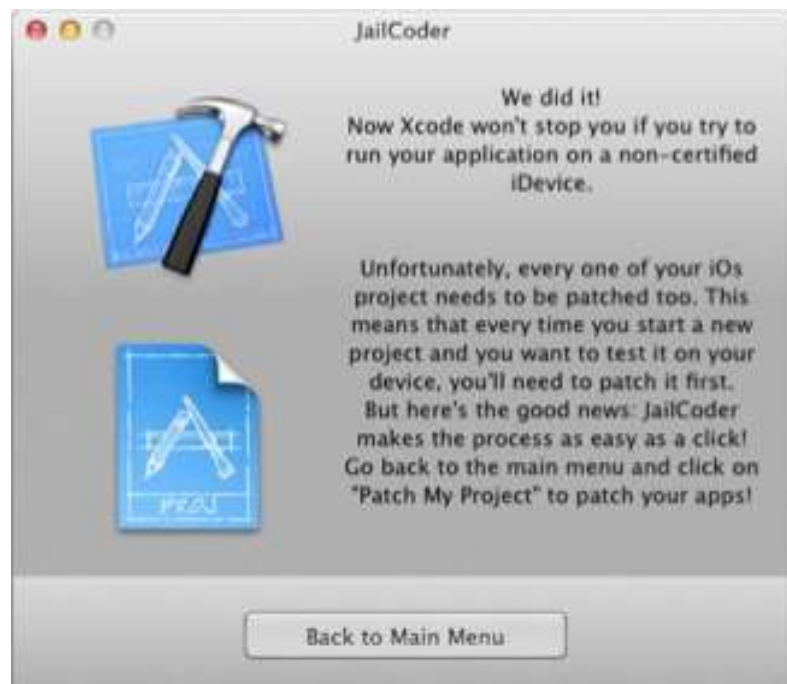 JailCoder
We did it!
Now Xcode won't stop you if you try to
run your application on a non-certified
iDevice.
Unfortunately, every one of your iOs
project needs to be patched too. This
means that every time you start a new
project and you want to test it on your
device, you'll need to patch it first.
But here's the good news: JailCoder
makes the process as easy as a click!
Go back to the main menu and click on
"Patch My Project" to patch your apps!
PROJ
Back to Main Menu